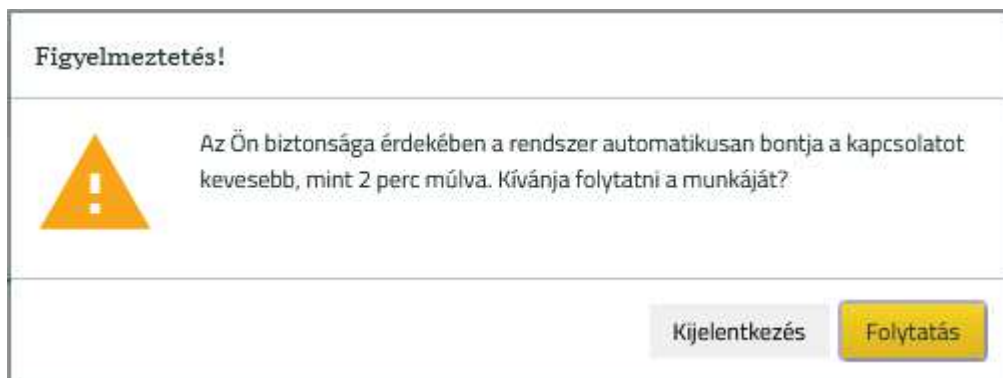 Figyelmeztetés!
Az Ön biztonsága érdekében a rendszer automatikusan bontja a kapcsolatot
kevesebb, mint 2 perc múlva. Kívánja folytatni a munkáját?
Kijelentkezés
Folytatás